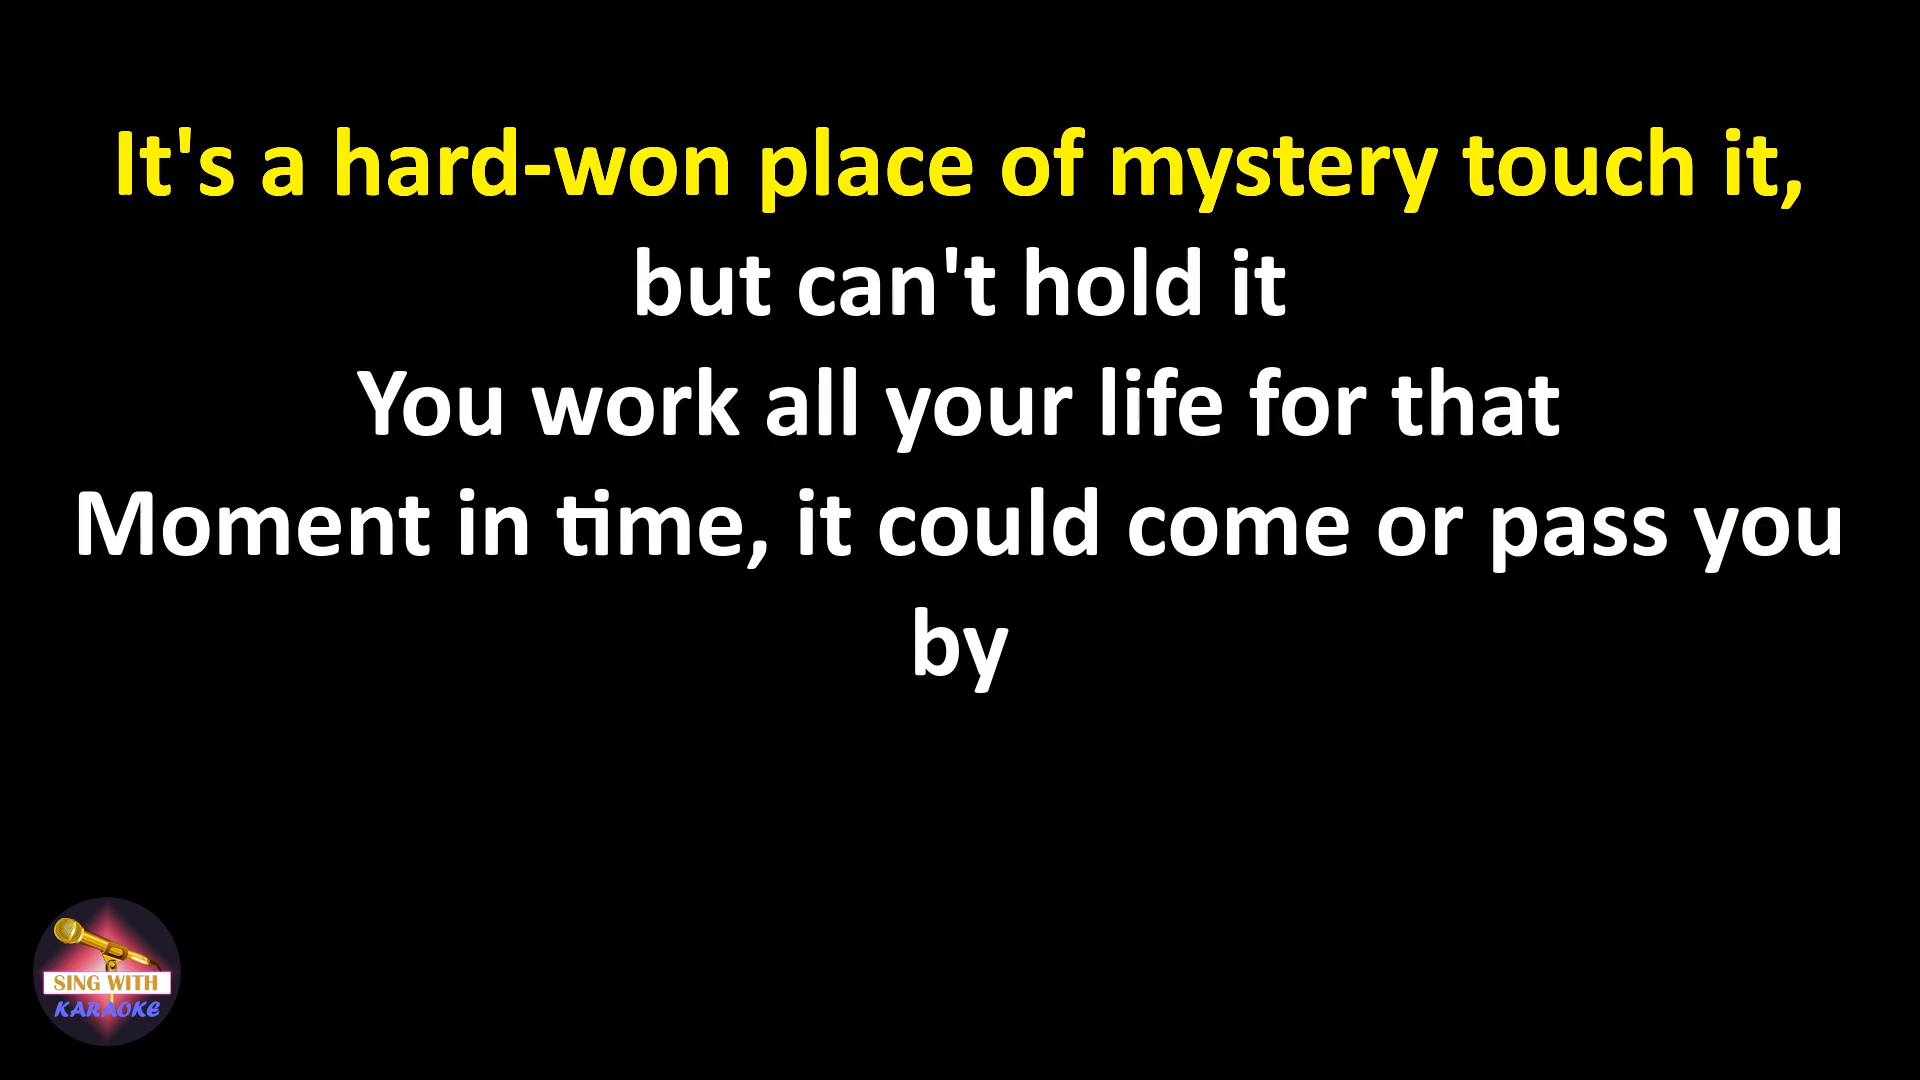 It's a hard-won place of mystery touch it,
but can't hold it
You work all your life for that
Moment in time, it could come or pass you
by
SING WITH
KARAOKE